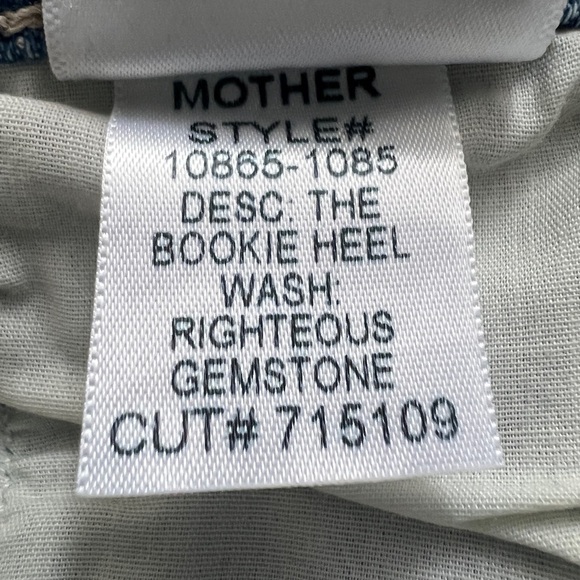 MOTHER
STYLE#
10865-1085
DESC: THE
BOOKIE HEEL
WASH:
RIGHTEOUS
GEMSTONE
CUT# 715109